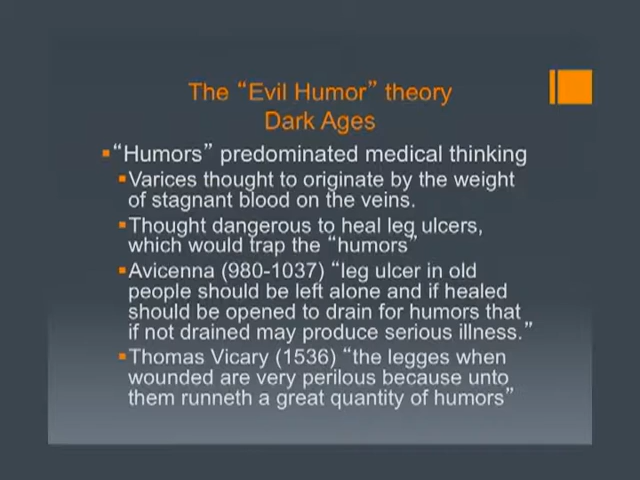 The “Evil Humor” theory
Dark Ages
“Humors” predominated medical thinking
Varices thought to originate by the weight
of stagnant blood on the veins.
Thought dangerous to heal leg ulcers,
which would trap the “humors”
Avicenna (980-1037) “leg ulcer in old
people should be left alone and if healed
should be opened to drain for humors that
if not drained may produce serious illness.”
Thomas Vicary (1536) “the legges when
wounded are very perilous because unto
them runneth a great quantity of humors”